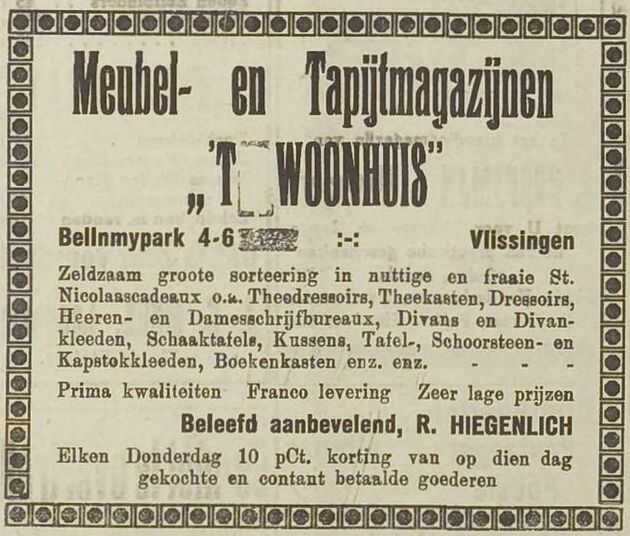 Meubel- en Tapijtmagazijnen
„'T WOONHUIS”
Bellnmypark 4-6 :-: Vlissingen
Zeldzaam groote sorteering in nuttige en fraaie St.
Nicolaascadeaux o.a. Theedressoirs, Theekasten, Dressoirs,
Heeren- en Damesschrijfbureaux, Divans en Divan-
kleeden, Schaaktafels, Kussens, Tafel-, Schoorsteen- en
Kapstokkleeden, Boekenkasten enz. enz. - - -
Prima kwaliteiten Franco levering Zeer lage prijzen
Beleefd aanbevelend, R. HIEGENLICH
Elken Donderdag 10 pCt. korting van op dien dag
gekochte en contant betaalde goederen